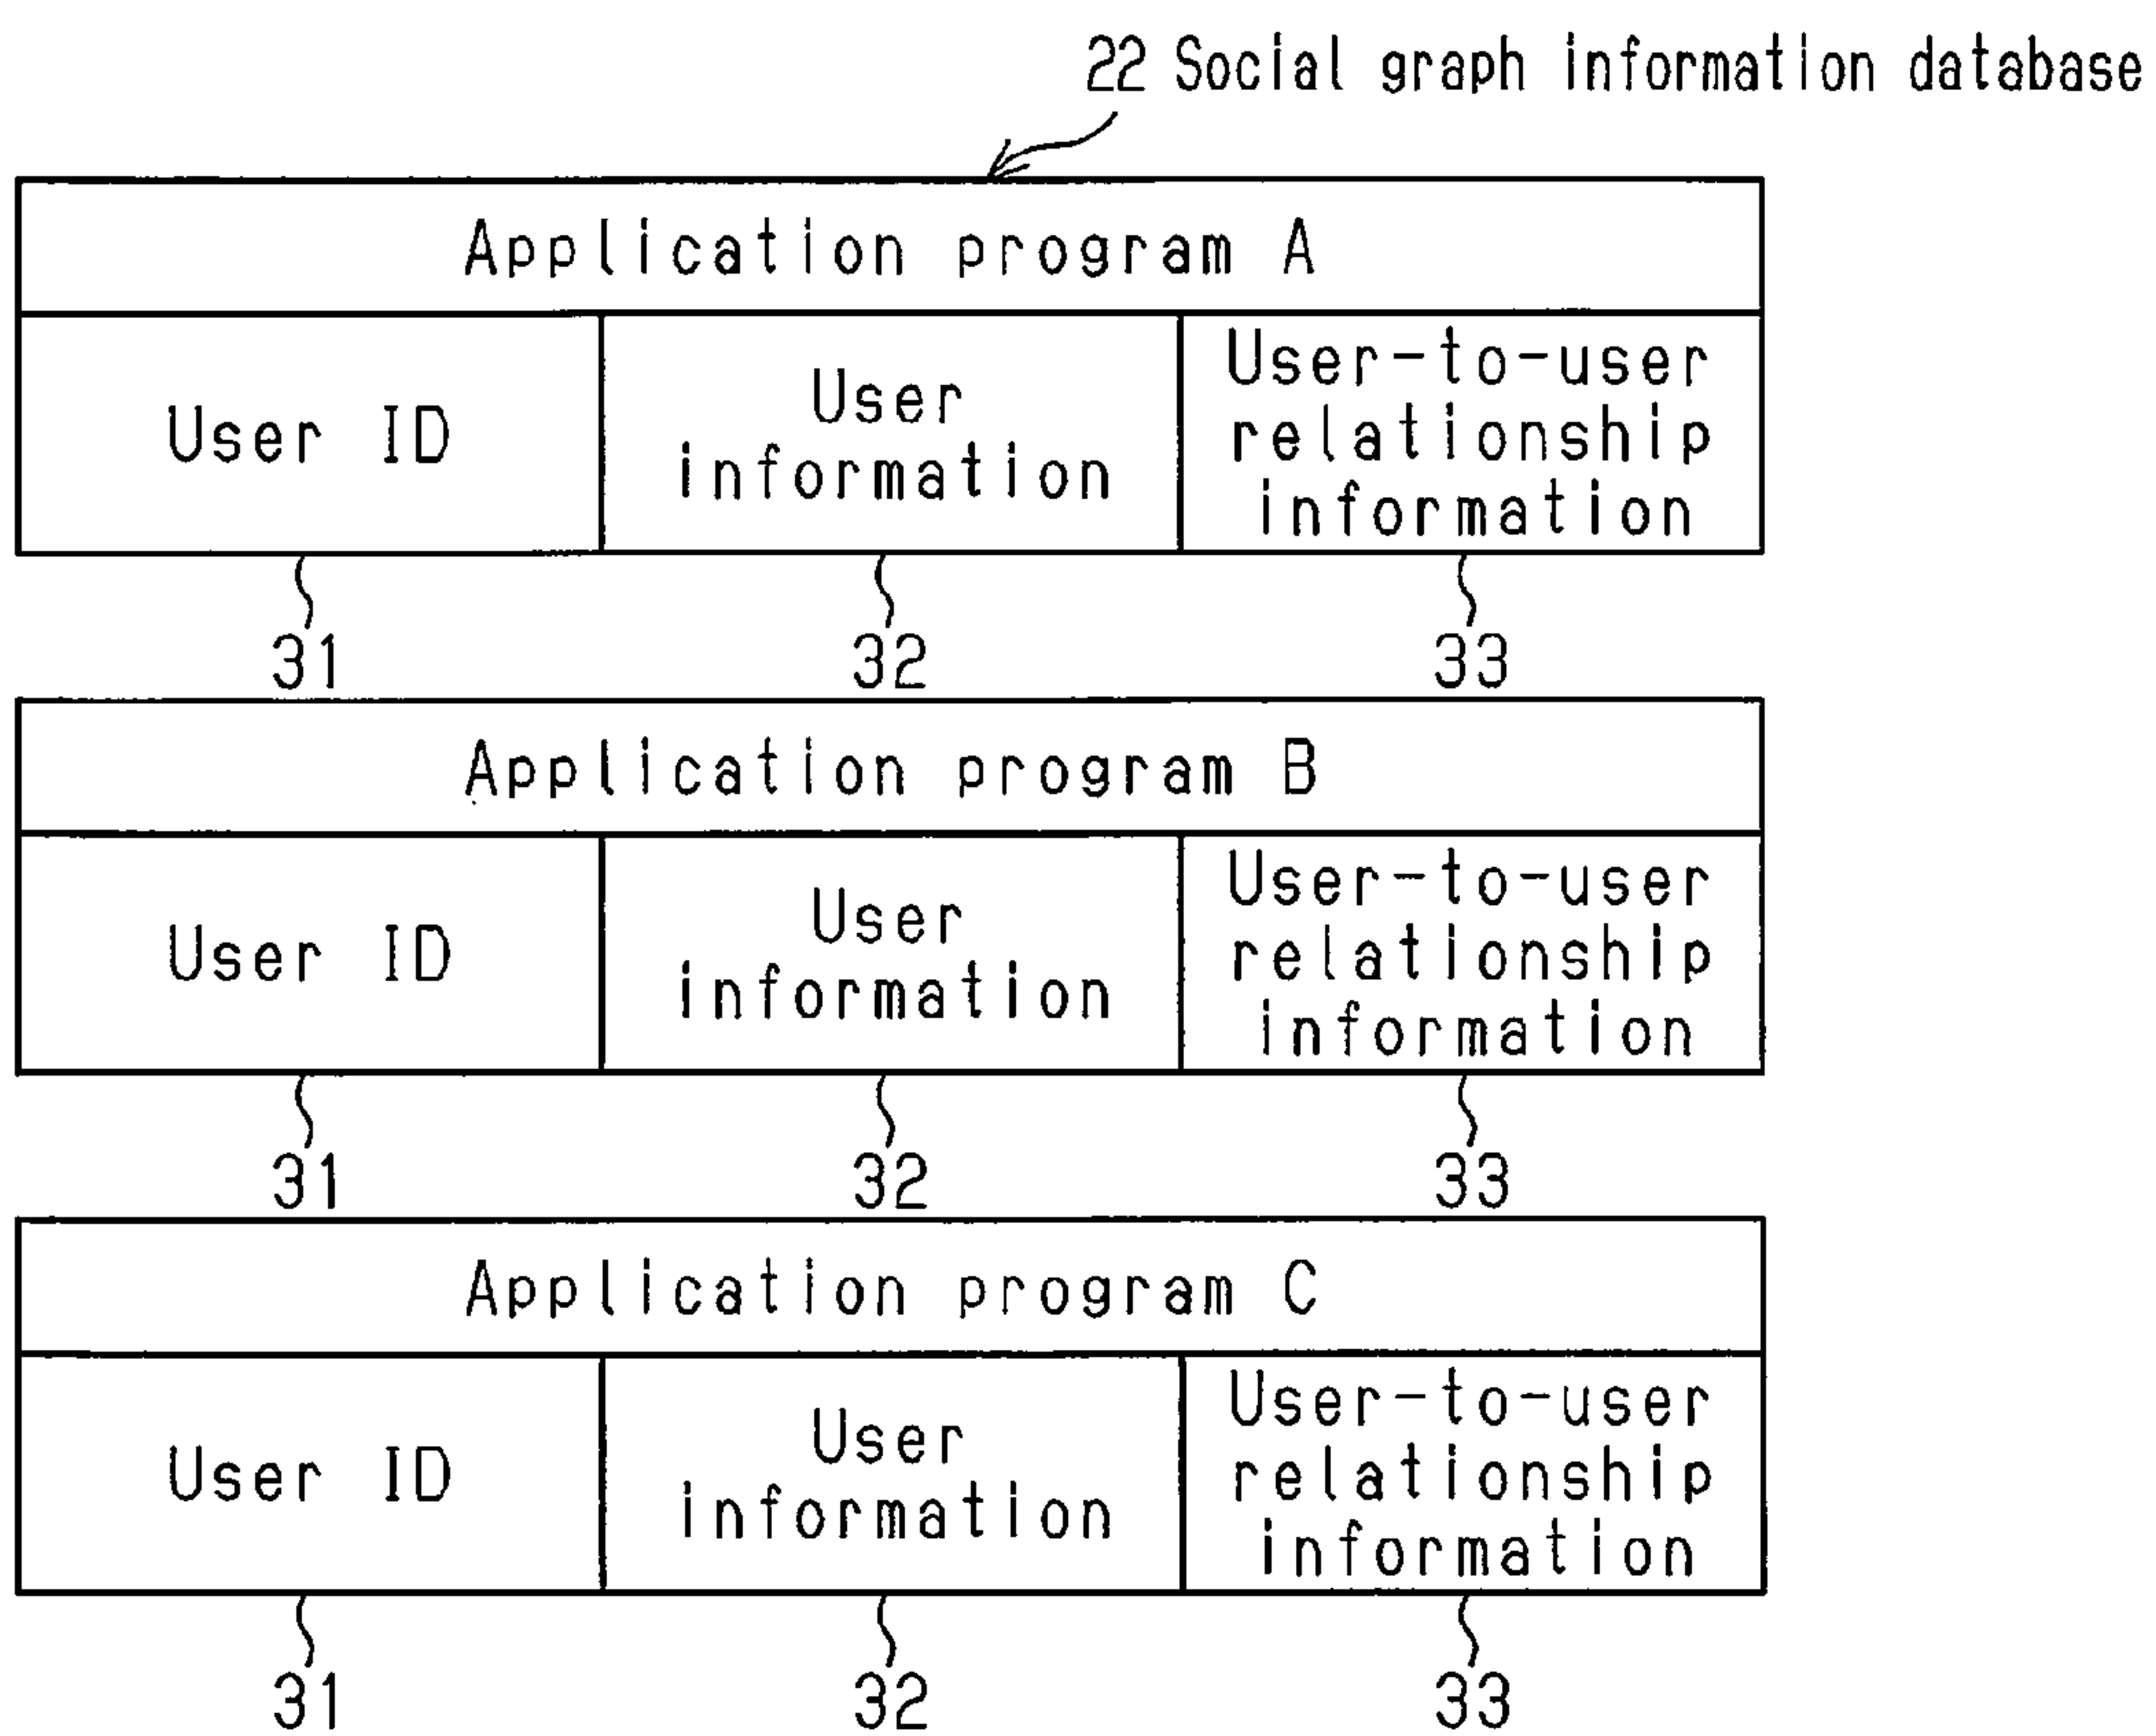 22 Social graph information database
Application program A
User ID
User
information
User-to-user
relationship
information
31
32
33
Application program B
User ID
User
information
User-to-user
relationship
information
31
32
33
Application program C
User ID
User
information
User-to-user
relationship
information
31
32
33